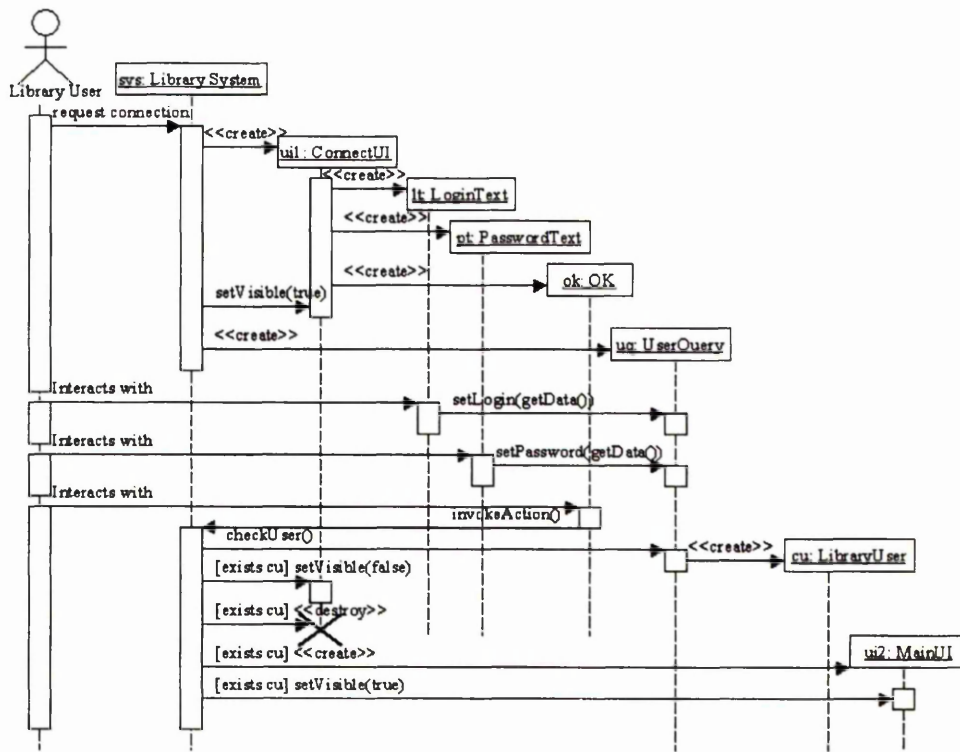 Library User
sys: Library System
request connection
<<create>>
ui1 : ConnectUI
<<create>>
lt: LoginText
<<create>>
pt: PasswordText
<<create>>
ok: OK
setVisible(true)
<<create>>
uq: UserQuery
Interacts with
setLogin(getData())
Interacts with
setPassword(getData())
Interacts with
invokeAction()
checkUser()
<<create>>
cu: LibraryUser
[exists cu] setVisible(false)
[exists cu] <<destroy>>
[exists cu] <<create>>
ui2: MainUI
[exists cu] setVisible(true)